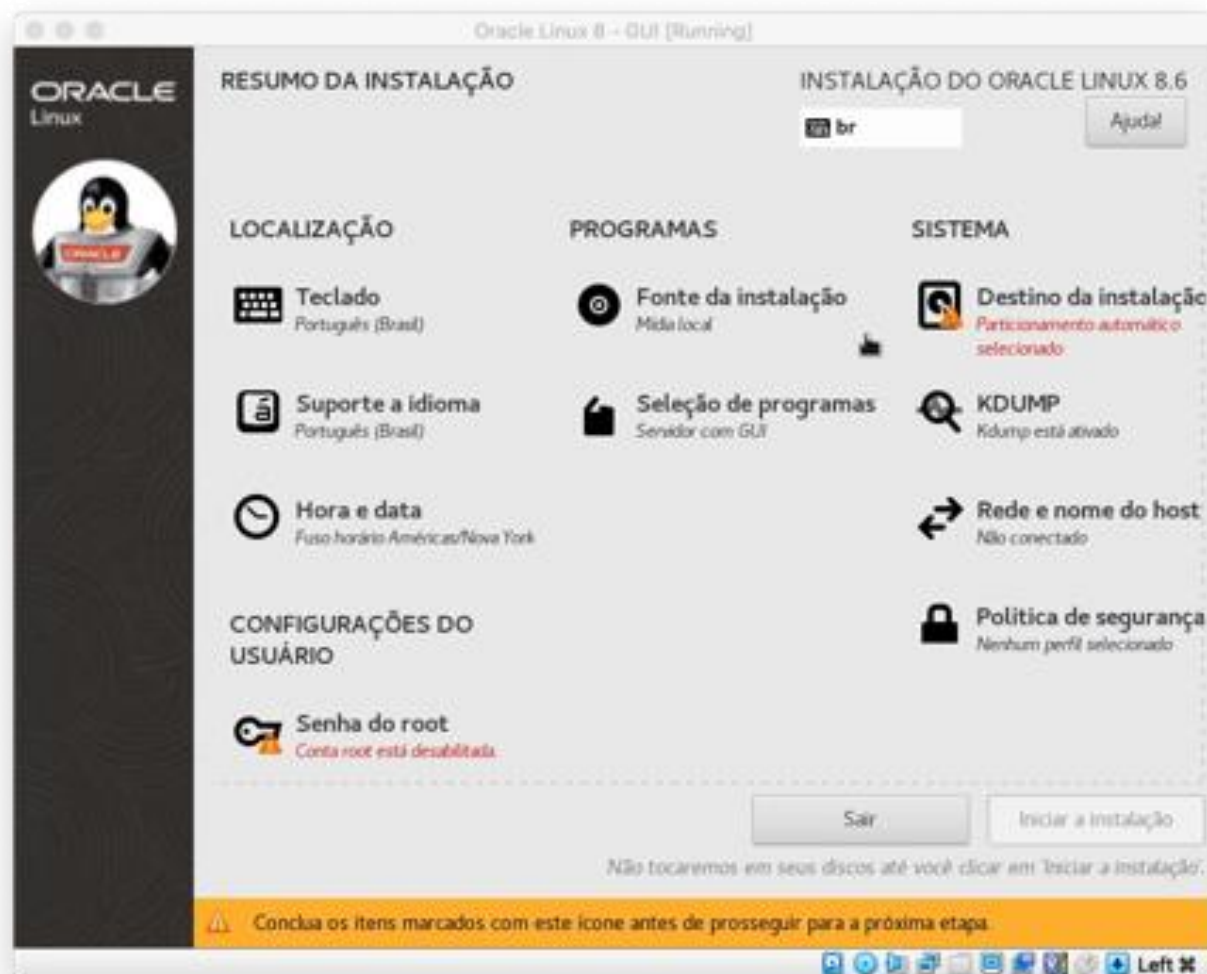 Oracle Linux 8 - GUI [Running]
ORACLE
Linux
ORACLE
RESUMO DA INSTALAÇÃO
INSTALAÇÃO DO ORACLE LINUX 8.6
br
Ajuda!
LOCALIZAÇÃO
Teclado
Português (Brasil)
Suporte a idioma
Português (Brasil)
Hora e data
Fuso horário Américas/Nova York
PROGRAMAS
Fonte da instalação
Mídia local
Seleção de programas
Servidor com GUI
SISTEMA
Destino da instalaçãc
Particionamento automático
selecionado
KDUMP
Kdump está ativado
Rede e nome do host
Não conectado
Política de segurança
Nenhum perfil selecionado
CONFIGURAÇÕES DO
USUÁRIO
Senha do root
Conta root está desabilitada.
Sair
Iniciar a instalação
Não tocaremos em seus discos até você clicar em 'Iniciar a instalação'.
Conclua os itens marcados com este ícone antes de prosseguir para a próxima etapa.
Left ⌘